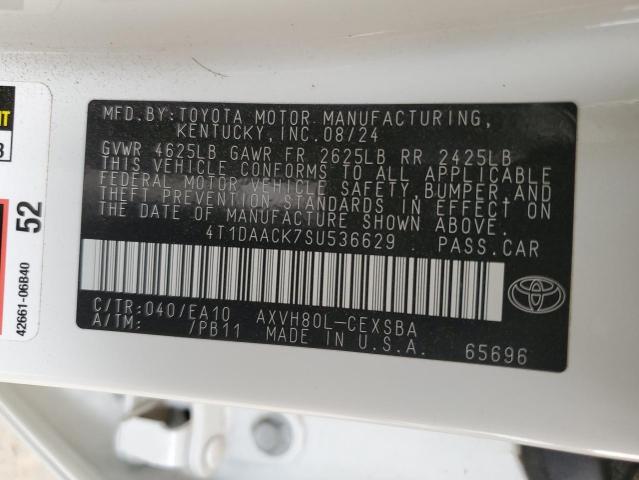 MFD.BY:TOYOTA MOTOR MANUFACTURING,
KENTUCKY, INC. 08/24
GVWR 4625LB GAWR FR 2625LB RR 2425LB
THIS VEHICLE CONFORMS TO ALL APPLICABLE
FEDERAL MOTOR VEHICLE SAFETY, BUMPER, AND
THEFT PREVENTION STANDARDS IN EFFECT ON
THE DATE OF MANUFACTURE SHOWN ABOVE.
4T1DAACK7SU536629 PASS.CAR
C/TR:040/EA10 AXVH80L-CEXSBA
A/TM: 7PB11 MADE IN U.S.A. 65696
52
42661-06B40